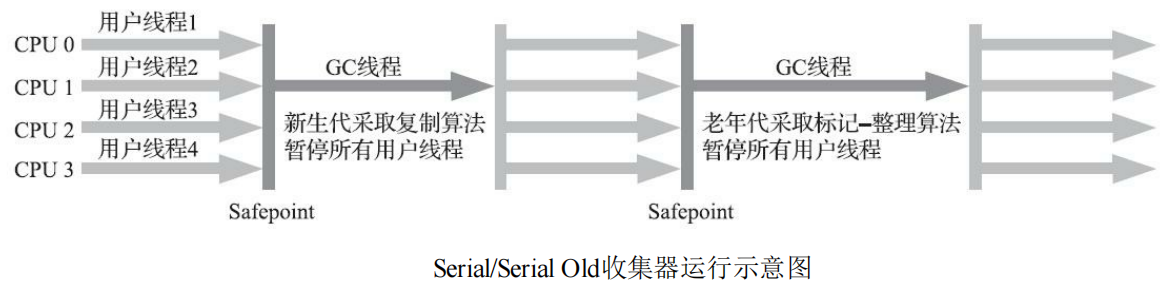 用户线程1
CPU 0
用户线程2
CPU 1
用户线程3
CPU 2
用户线程4
CPU 3
Safepoint
GC线程
新生代采取复制算法
暂停所有用户线程
Safepoint
GC线程
老年代采取标记–整理算法
暂停所有用户线程
Serial/Serial Old收集器运行示意图